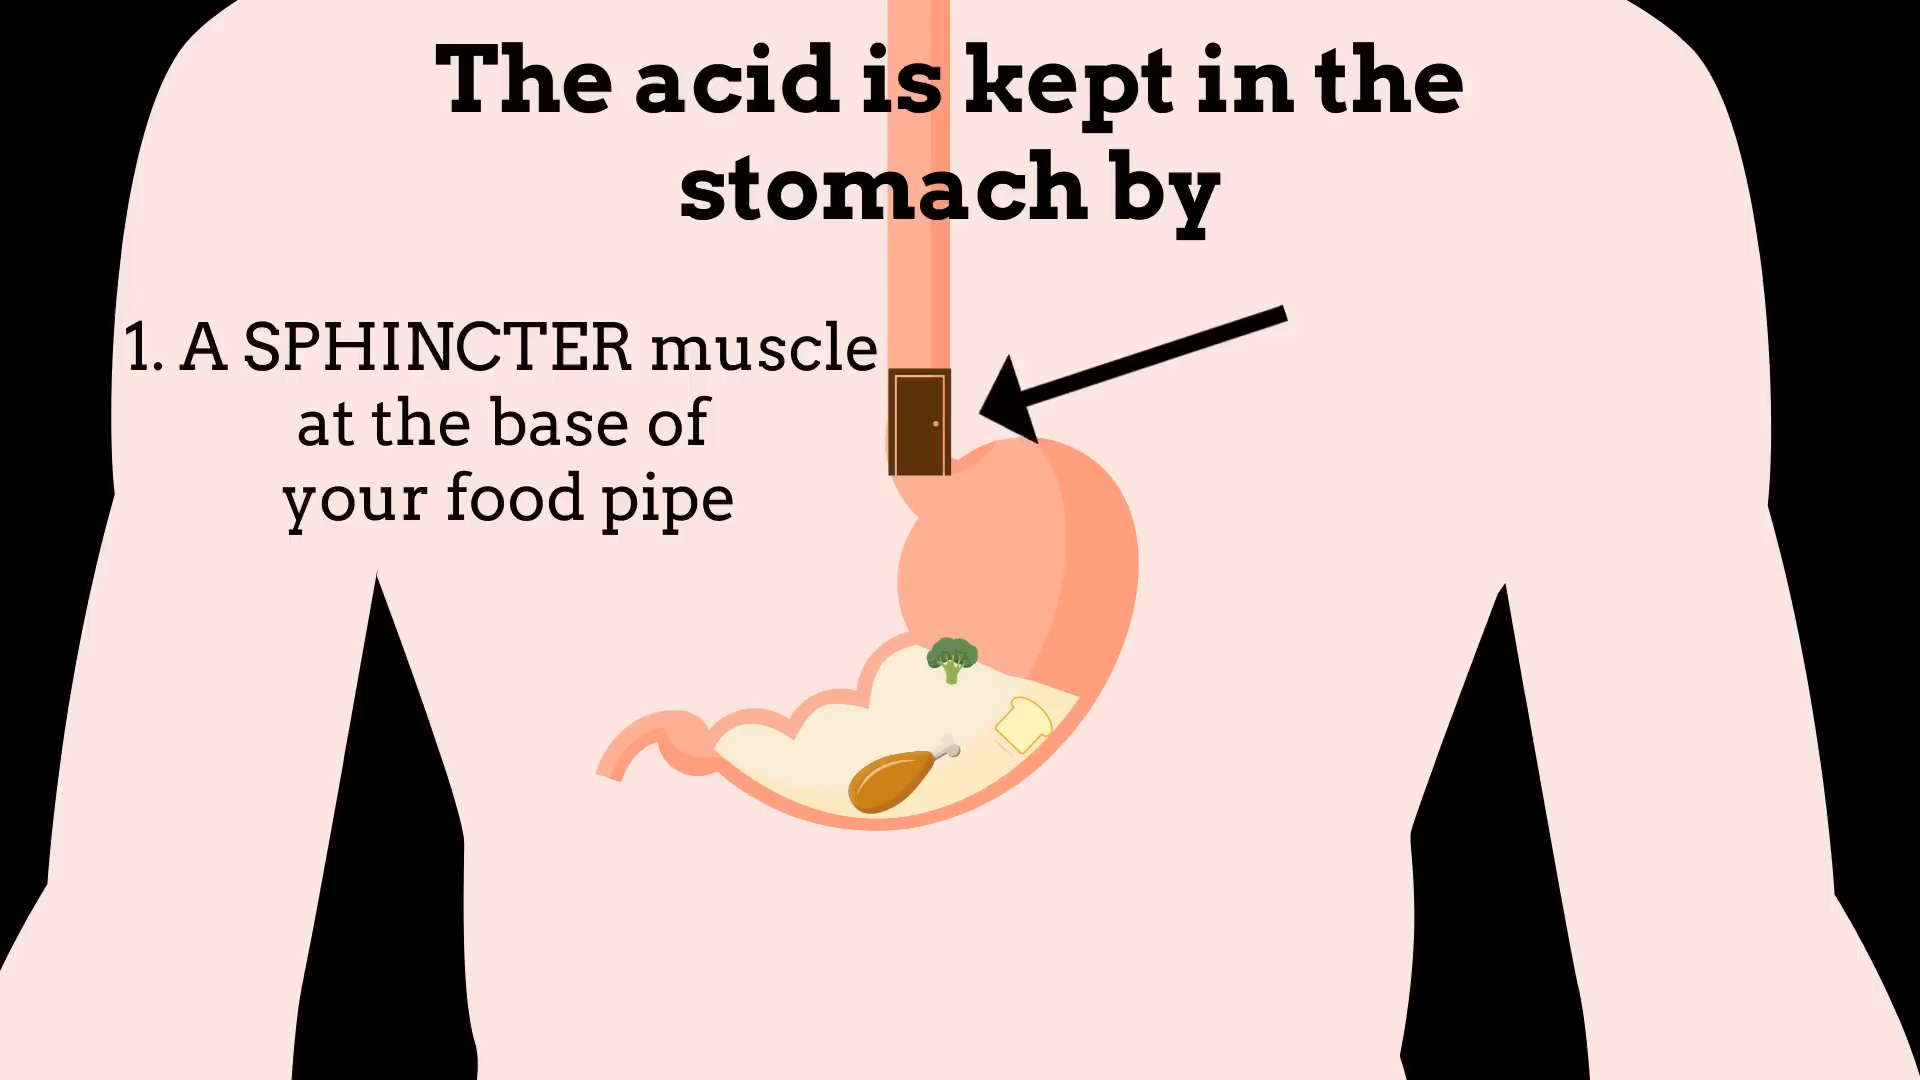 The acid is kept in the
stomach by
1. A SPHINCTER muscle
at the base of
your food pipe